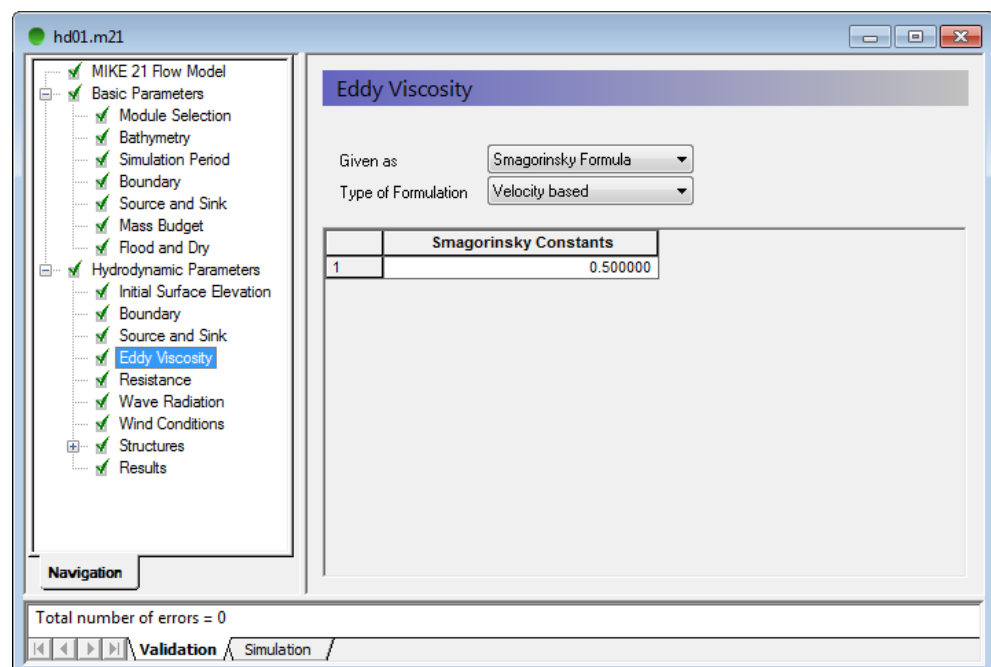 hd01.m21
MIKE 21 Flow Model
Basic Parameters
Module Selection
Bathymetry
Simulation Period
Boundary
Source and Sink
Mass Budget
Flood and Dry
Hydrodynamic Parameters
Initial Surface Elevation
Boundary
Source and Sink
Eddy Viscosity
Resistance
Wave Radiation
Wind Conditions
Structures
Results
Navigation
Eddy Viscosity
Given as Smagorinsky Formula
Type of Formulation Velocity based
Smagorinsky Constants
1 0.500000
Total number of errors = 0
Validation Simulation